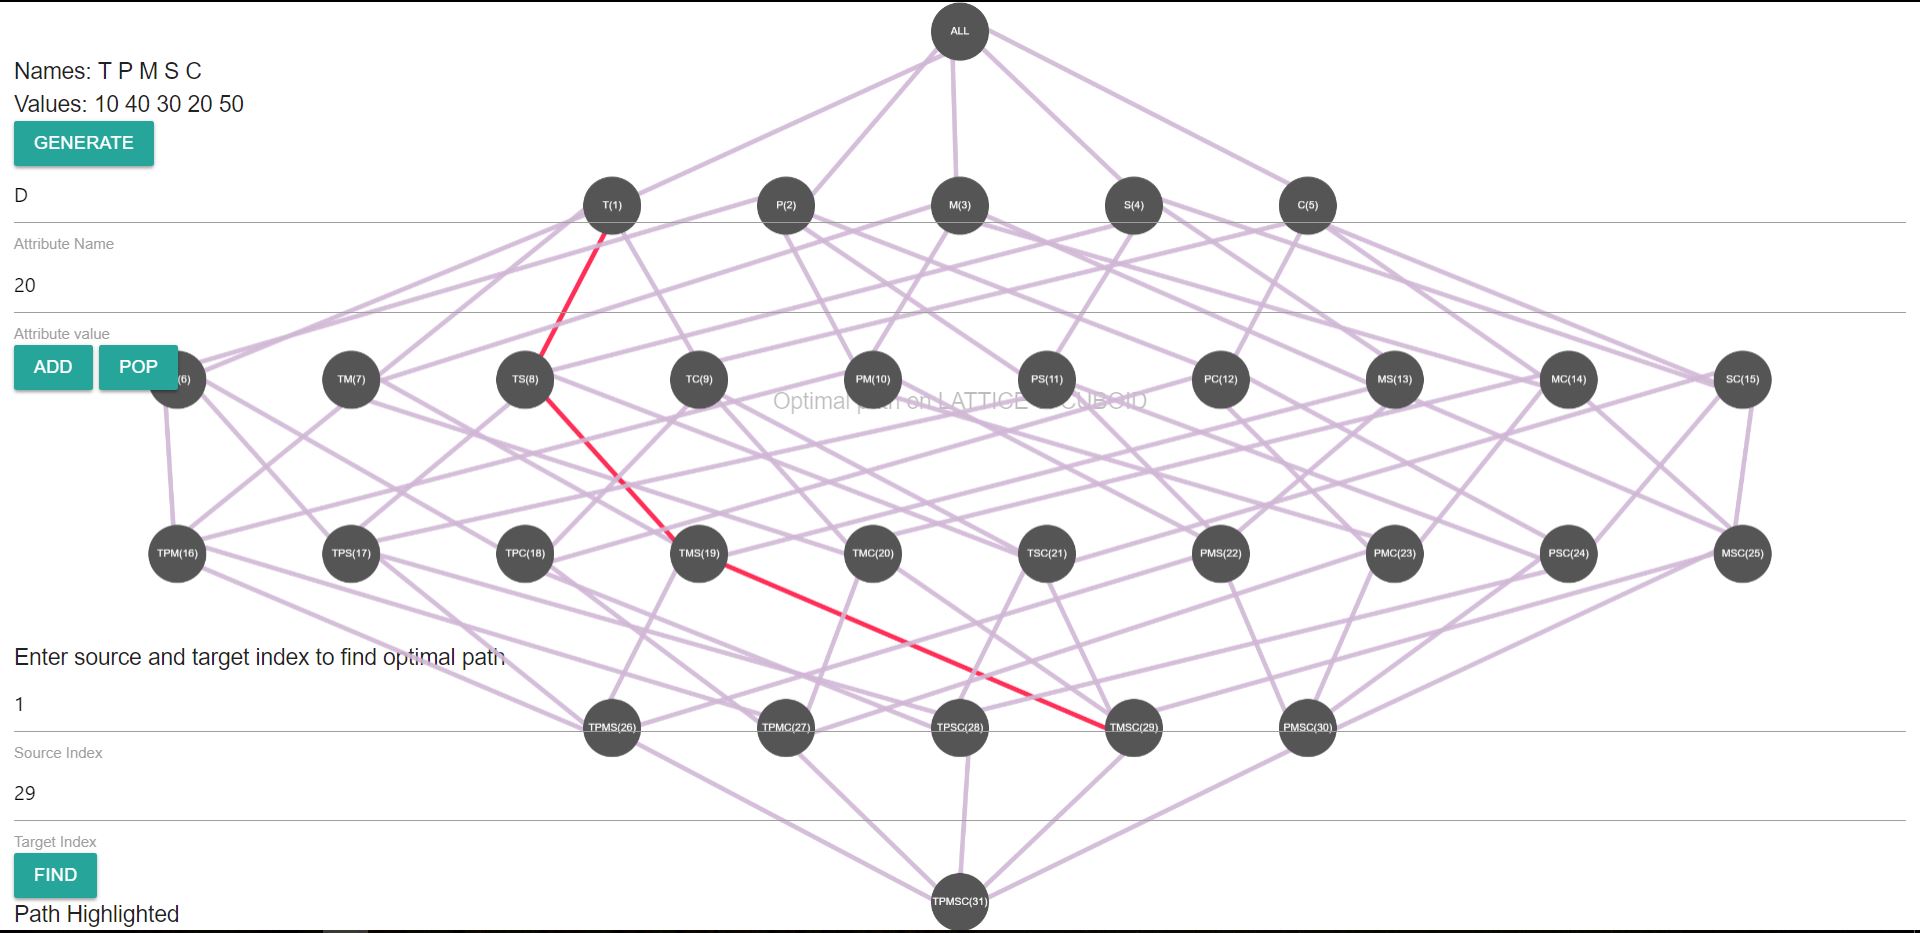 ALL
Names: T P M S C
Values: 10 40 30 20 50
GENERATE
D
T(1) P(2) M(3) S(4) C(5)
Attribute Name
20
Attribute value
ADD POP (6) TM(7) TS(8) TC(9) PM(10) PS(11) PC(12) MS(13) MC(14) SC(15)
Optimal path on LATTICE CUBOID
TPM(16) TPS(17) TPC(18) TMS(19) TMC(20) TSC(21) PMS(22) PMC(23) PSC(24) MSC(25)
Enter source and target index to find optimal path
1
TPMS(26) TPMC(27) TPSC(28) TMSC(29) PMSC(30)
Source Index
29
Target Index
FIND
TPMSC(31)
Path Highlighted